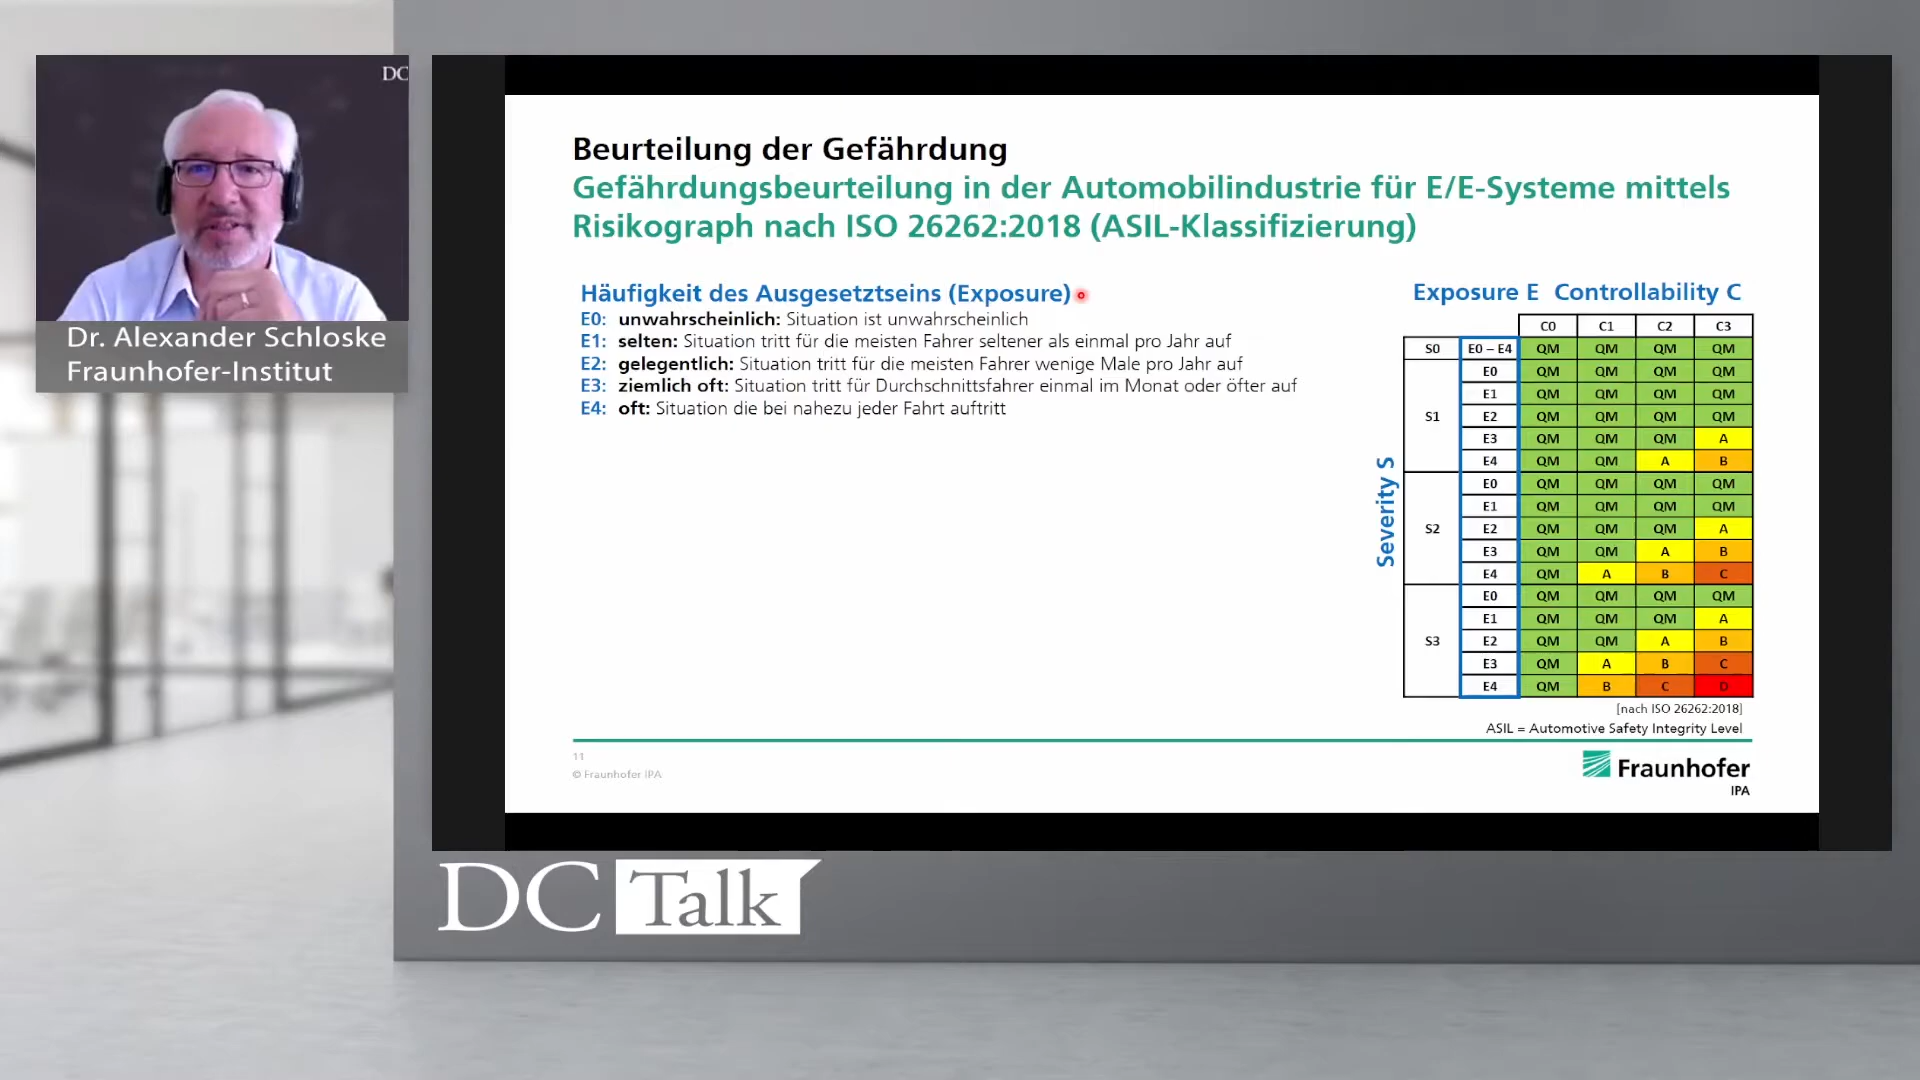 DC
Dr. Alexander Schloske
Fraunhofer-Institut
Beurteilung der Gefährdung
Gefährdungsbeurteilung in der Automobilindustrie für E/E-Systeme mittels
Risikograph nach ISO 26262:2018 (ASIL-Klassifizierung)
Häufigkeit des Ausgesetztseins (Exposure)
E0: unwahrscheinlich: Situation ist unwahrscheinlich
E1: selten: Situation tritt für die meisten Fahrer seltener als einmal pro Jahr auf
E2: gelegentlich: Situation tritt für die meisten Fahrer wenige Male pro Jahr auf
E3: ziemlich oft: Situation tritt für Durchschnittsfahrer einmal im Monat oder öfter auf
E4: oft: Situation die bei nahezu jeder Fahrt auftritt
Exposure E Controllability C
C0 C1 C2 C3
S0 E0 – E4 QM QM QM QM
E0 QM QM QM QM
E1 QM QM QM QM
S1 E2 QM QM QM QM
E3 QM QM QM A
E4 QM QM A B
E0 QM QM QM QM
E1 QM QM QM QM
S2 E2 QM QM QM A
E3 QM QM A B
E4 QM A B C
E0 QM QM QM QM
E1 QM QM QM A
S3 E2 QM QM A B
E3 QM A B C
E4 QM B C D
Severity S
[nach ISO 26262:2018]
ASIL = Automotive Safety Integrity Level
11
© Fraunhofer IPA
Fraunhofer
IPA
DC Talk